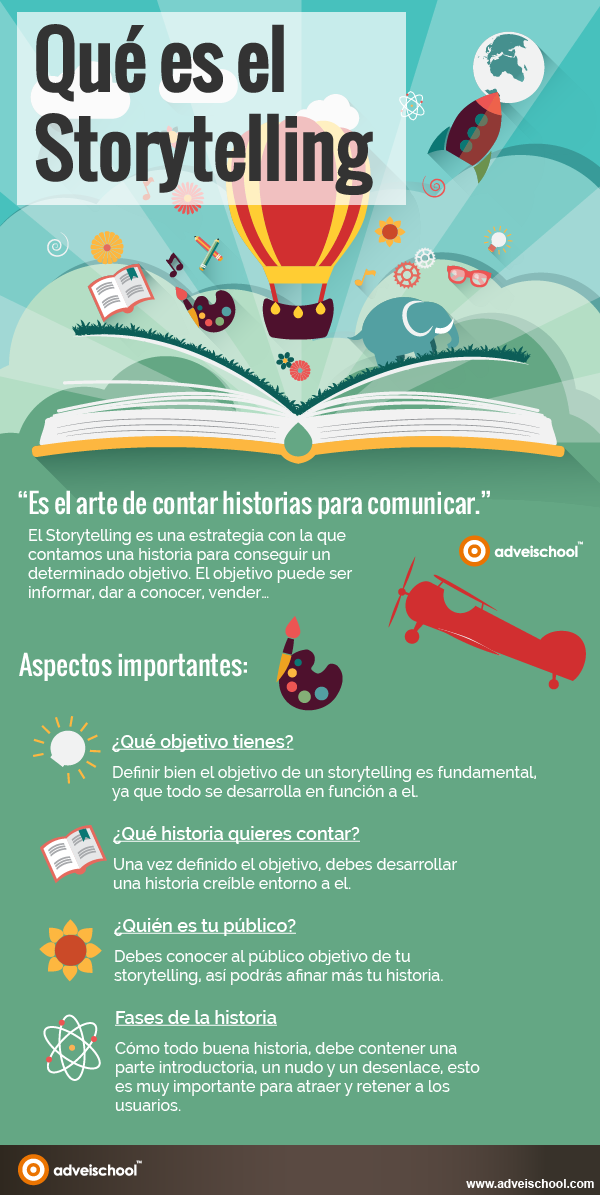 Qué es el
Storytelling
“Es el arte de contar historias para comunicar.”
El Storytelling es una estrategia con la que
contamos una historia para conseguir un
determinado objetivo. El objetivo puede ser
informar, dar a conocer, vender...
adveischool™
Aspectos importantes:
¿Qué objetivo tienes?
Definir bien el objetivo de un storytelling es fundamental,
ya que todo se desarrolla en función a el.
¿Qué historia quieres contar?
Una vez definido el objetivo, debes desarrollar
una historia creíble entorno a el.
¿Quién es tu público?
Debes conocer al público objetivo de tu
storytelling, así podrás afinar más tu historia.
Fases de la historia
Cómo todo buena historia, debe contener una
parte introductoria, un nudo y un desenlace, esto
es muy importante para atraer y retener a los
usuarios.
adveischool™
www.adveischool.com